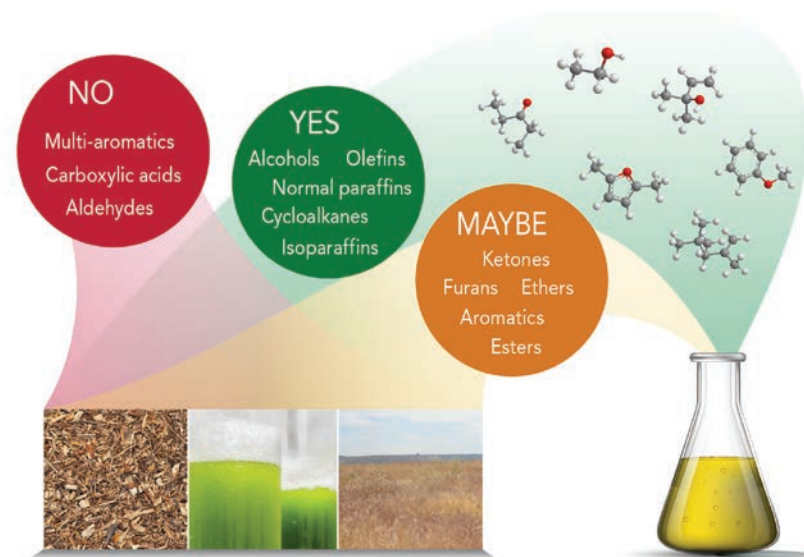 NO
Multi-aromatics
Carboxylic acids
Aldehydes
YES
Alcohols Olefins
Normal paraffins
Cycloalkanes
Isoparaffins
MAYBE
Ketones
Furans Ethers
Aromatics
Esters